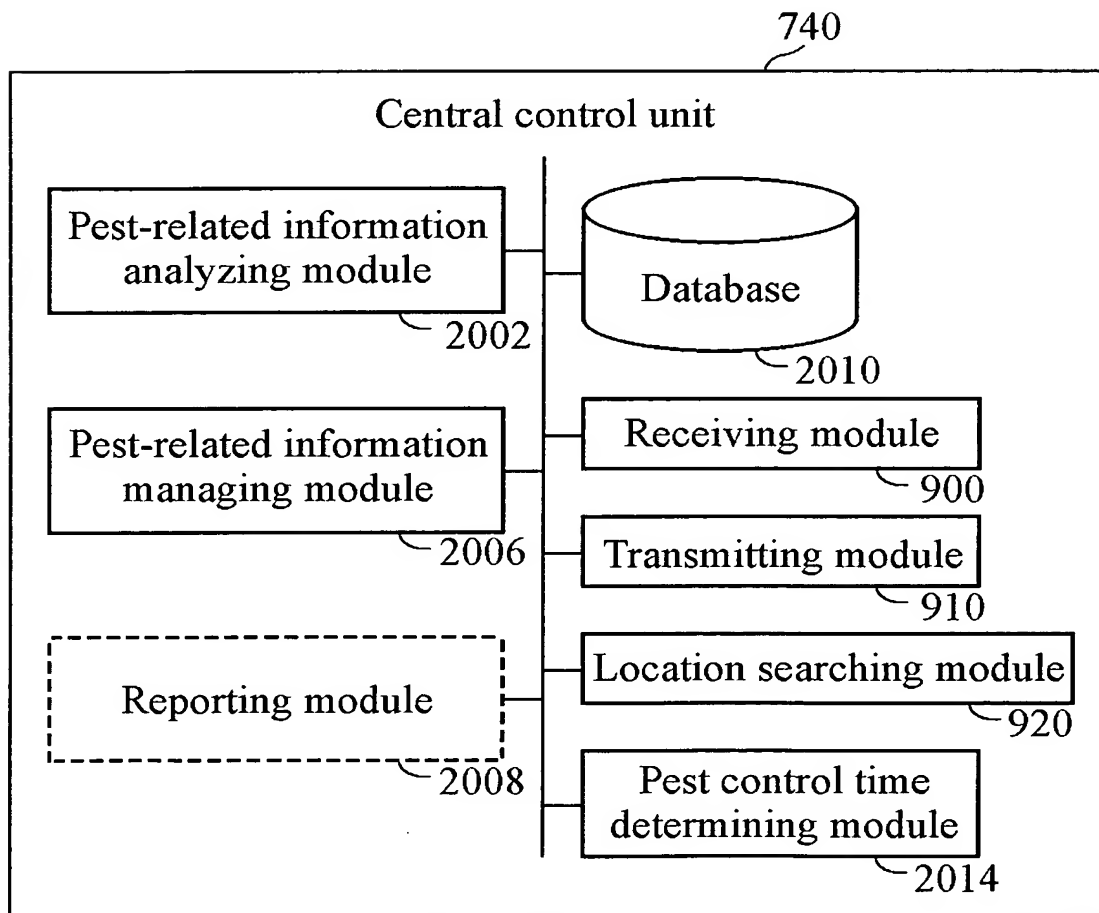 740
Central control unit
Pest-related information
analyzing module
2002
Database
2010
Pest-related information
managing module
2006
Receiving module
900
Transmitting module
910
Reporting module
2008
Location searching module
920
Pest control time
determining module
2014